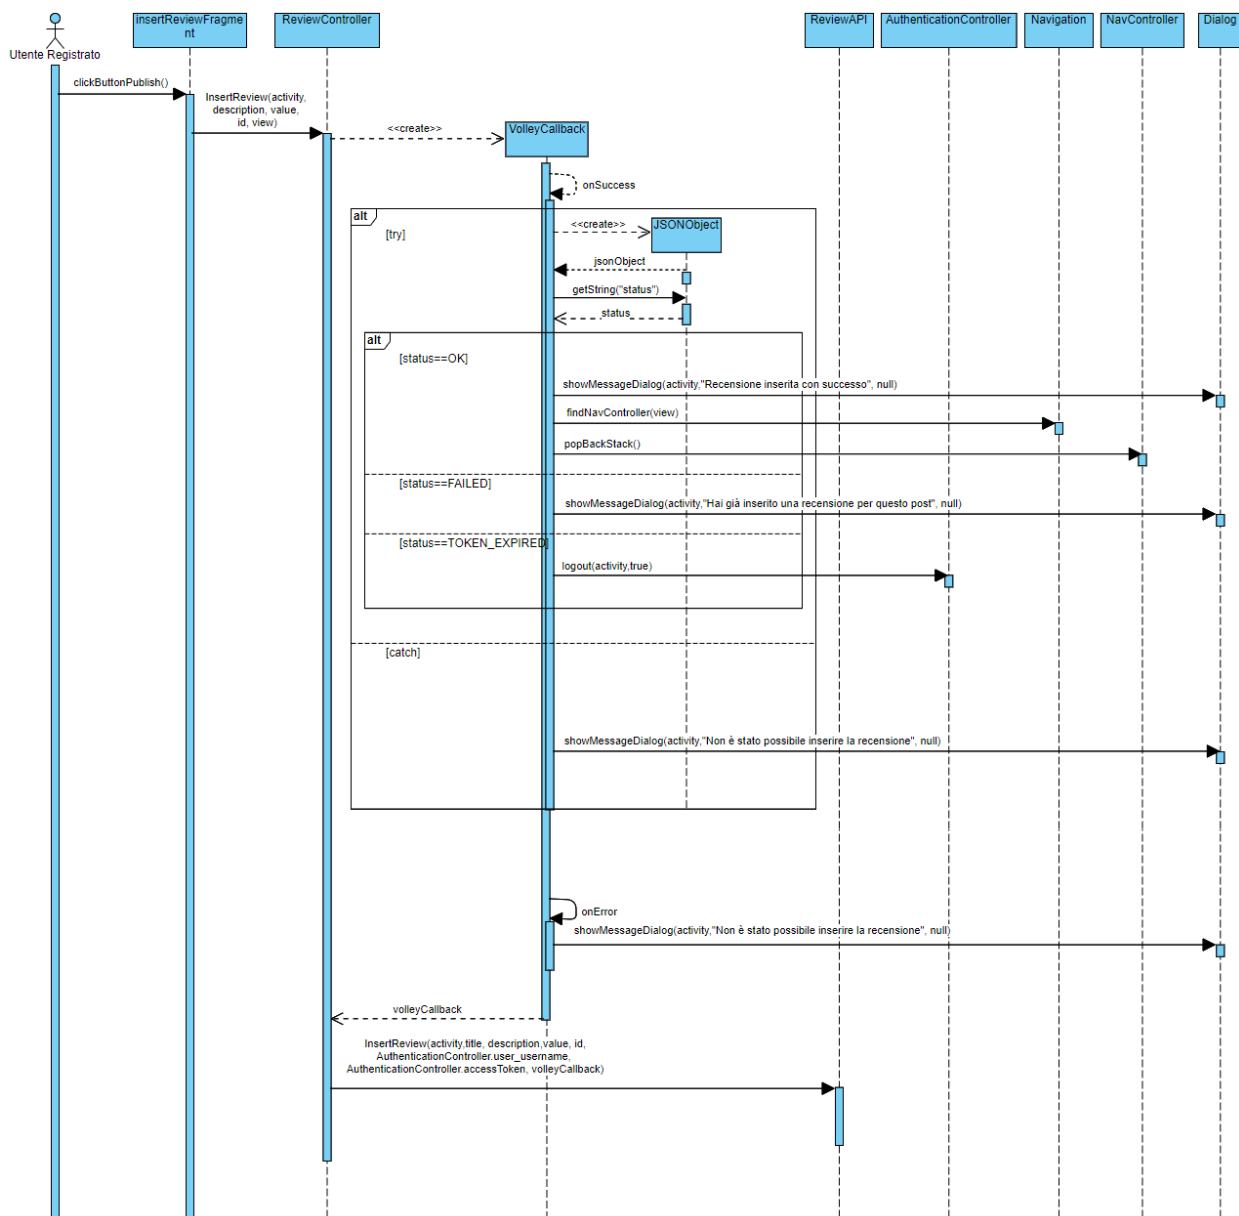 Utente Registrato
insertReviewFragme
nt
ReviewController
ReviewAPI
AuthenticationController
Navigation
NavController
Dialog
clickButtonPublish()
InsertReview(activity,
description, value,
id, view)
<<create>>
VolleyCallback
onSuccess
alt
[try]
<<create>>
JSONObject
jsonObject
getString("status")
status
alt
[status==OK]
showMessageDialog(activity,"Recensione inserita con successo", null)
findNavController(view)
popBackStack()
[status==FAILED]
showMessageDialog(activity,"Hai già inserito una recensione per questo post", null)
[status==TOKEN_EXPIRED]
logout(activity,true)
[catch]
showMessageDialog(activity,"Non è stato possibile inserire la recensione", null)
onError
showMessageDialog(activity,"Non è stato possibile inserire la recensione", null)
volleyCallback
InsertReview(activity,title, description,value, id,
AuthenticationController.user_username,
AuthenticationController.accessToken, volleyCallback)